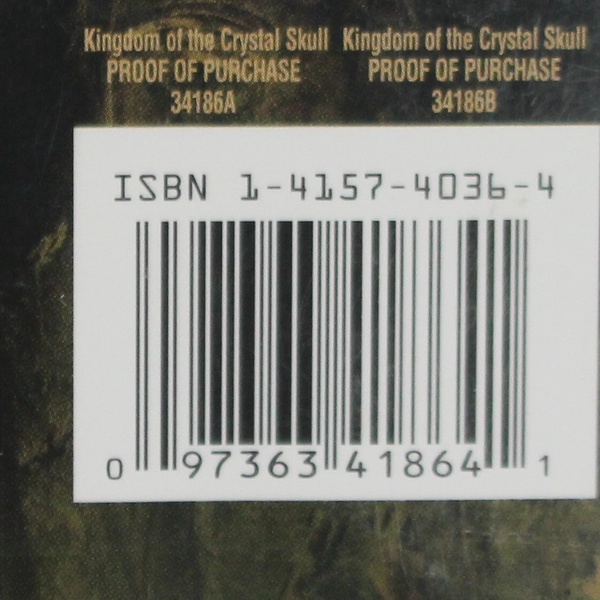 Kingdom of the Crystal Skull Kingdom of the Crystal Skull
PROOF OF PURCHASE PROOF OF PURCHASE
34186A 34186B
ISBN 1-4157-4036-4
0 97363 41864 1